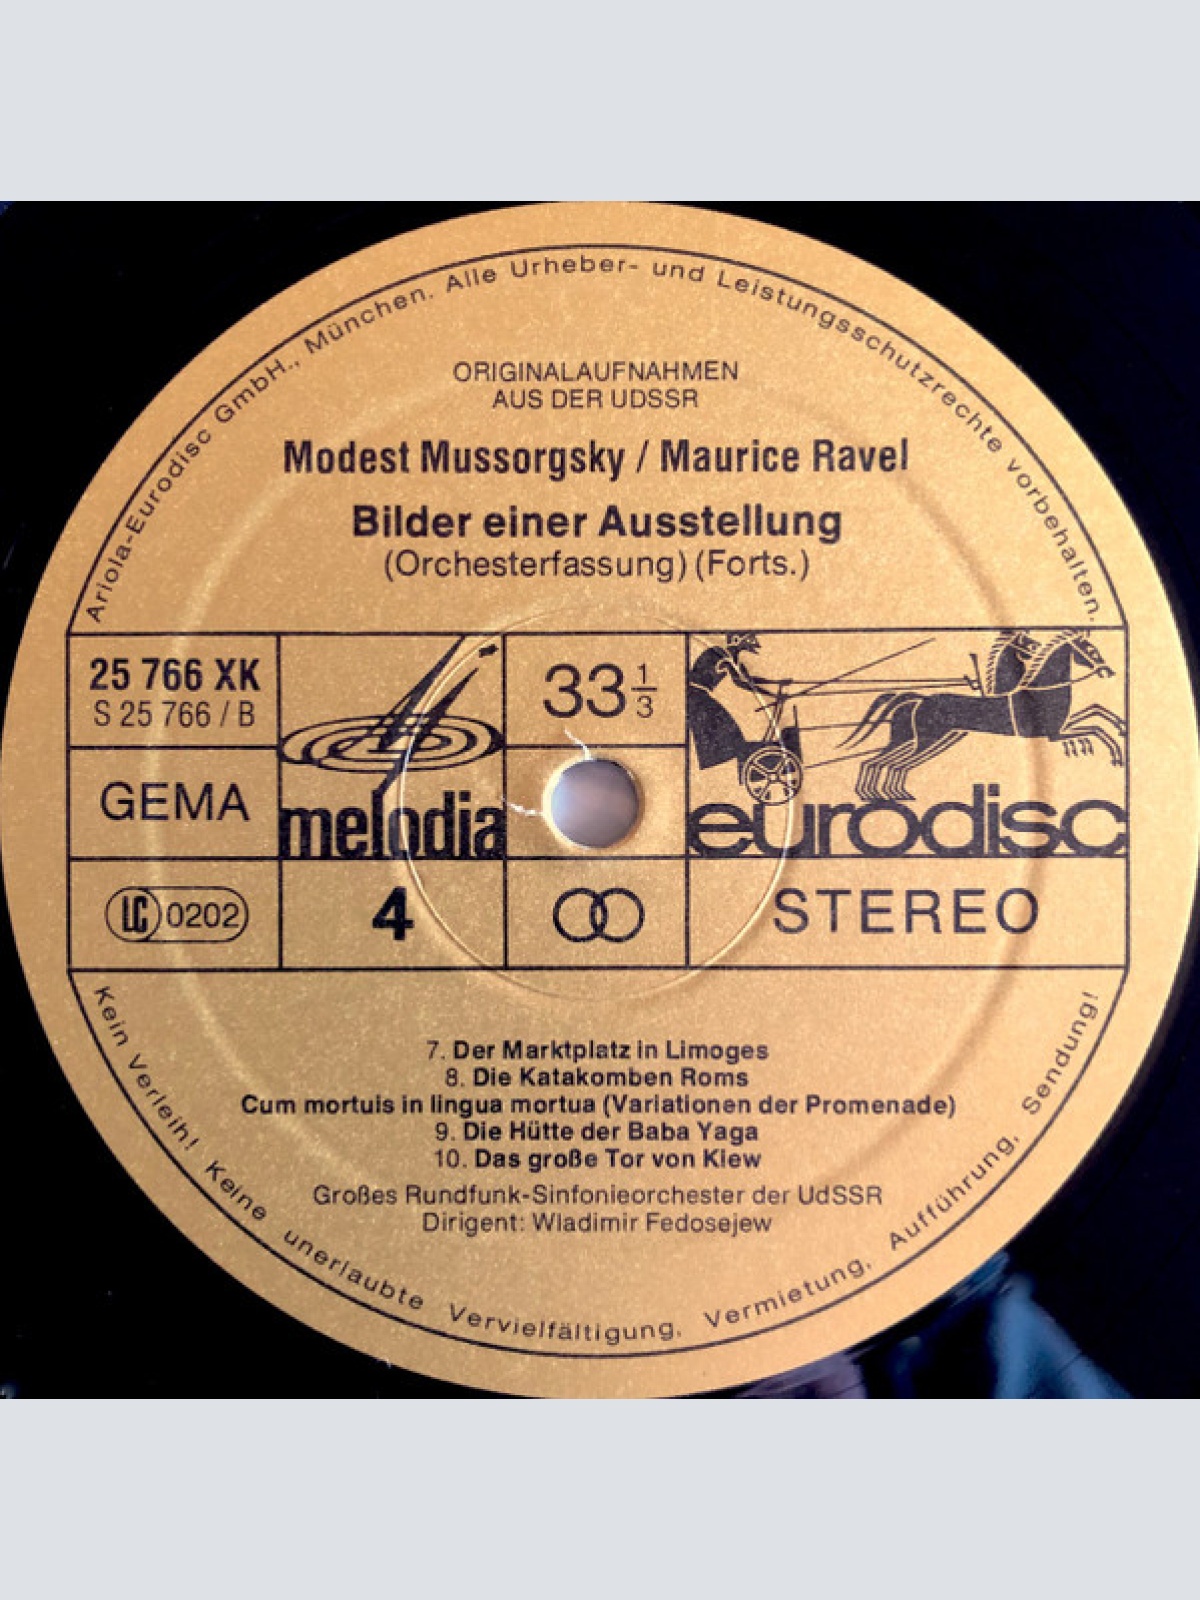 Ariola-Eurodisc GmbH., München. Alle Urheber- und Leistungsschutzrechte vorbehalten.
ORIGINALAUFNAHMEN
AUS DER UDSSR
Modest Mussorgsky / Maurice Ravel
Bilder einer Ausstellung
(Orchesterfassung) (Forts.)
25 766 XK
S 25 766 / B
33 1/3
GEMA
melodia
eurodisc
LC 0202
4
STEREO
7. Der Marktplatz in Limoges
8. Die Katakomben Roms
Cum mortuis in lingua mortua (Variationen der Promenade)
9. Die Hütte der Baba Yaga
10. Das große Tor von Kiew
Großes Rundfunk-Sinfonieorchester der UdSSR
Dirigent: Wladimir Fedosejew
Kein Verleih! Keine unerlaubte Vervielfältigung, Vermietung, Aufführung, Sendung!